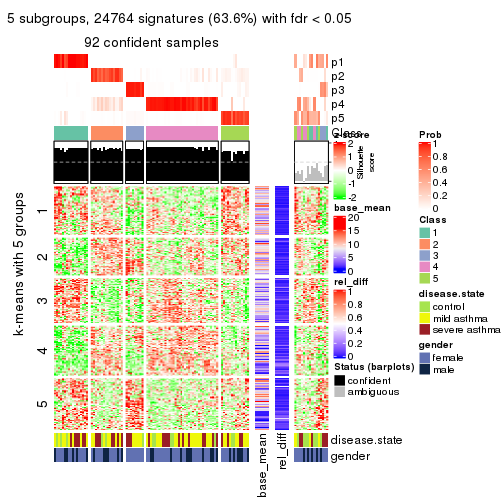 5 subgroups, 24764 signatures (63.6%) with fdr < 0.05
92 confident samples
p1
p2
p3
p4
p5
Class
Silhouette
score
k-means with 5 groups
1
2
3
4
5
base_mean
rel_diff
disease.state
gender
z-score
2
1
0
-1
-2
base_mean
20
15
10
5
0
rel_diff
1
0.8
0.6
0.4
0.2
0
Status (barplots)
confident
ambiguous
Prob
1
0.8
0.6
0.4
0.2
0
Class
1
2
3
4
5
disease.state
control
mild asthma
severe asthma
gender
female
male